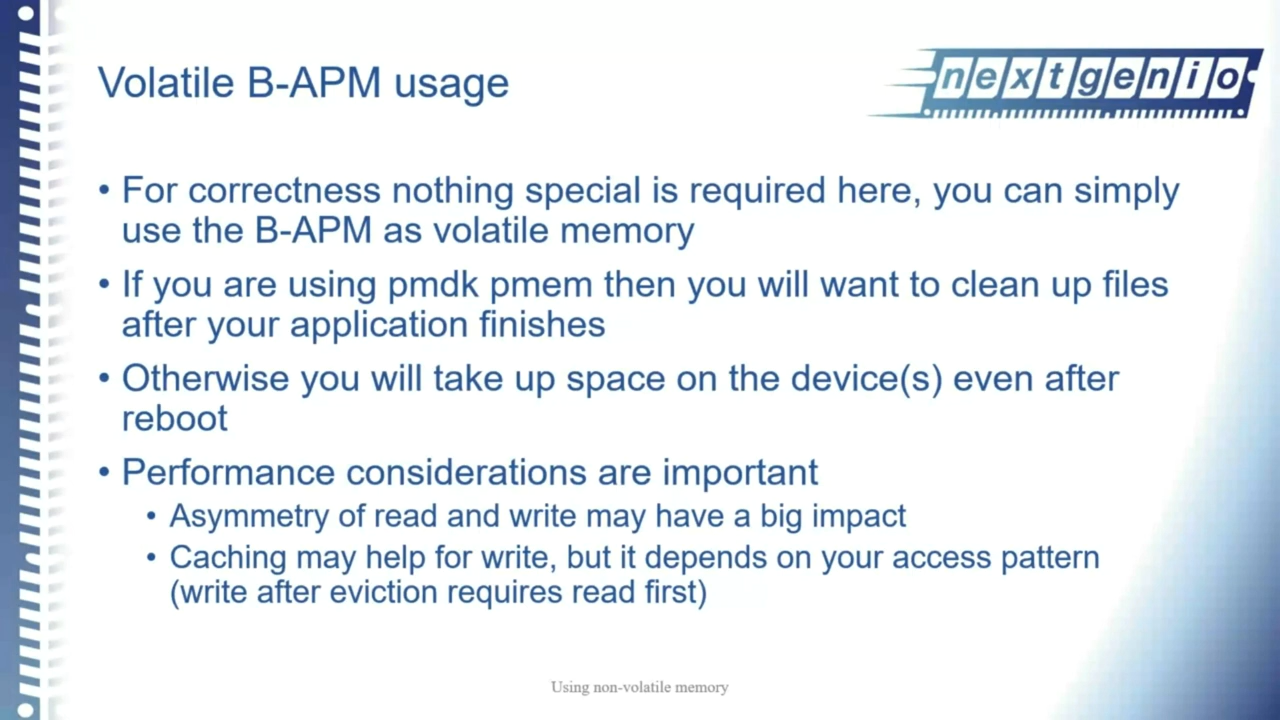 Volatile B-APM usage
nextgenio
• For correctness nothing special is required here, you can simply
use the B-APM as volatile memory
• If you are using pmdk pmem then you will want to clean up files
after your application finishes
• Otherwise you will take up space on the device(s) even after
reboot
• Performance considerations are important
• Asymmetry of read and write may have a big impact
• Caching may help for write, but it depends on your access pattern
(write after eviction requires read first)
Using non-volatile memory